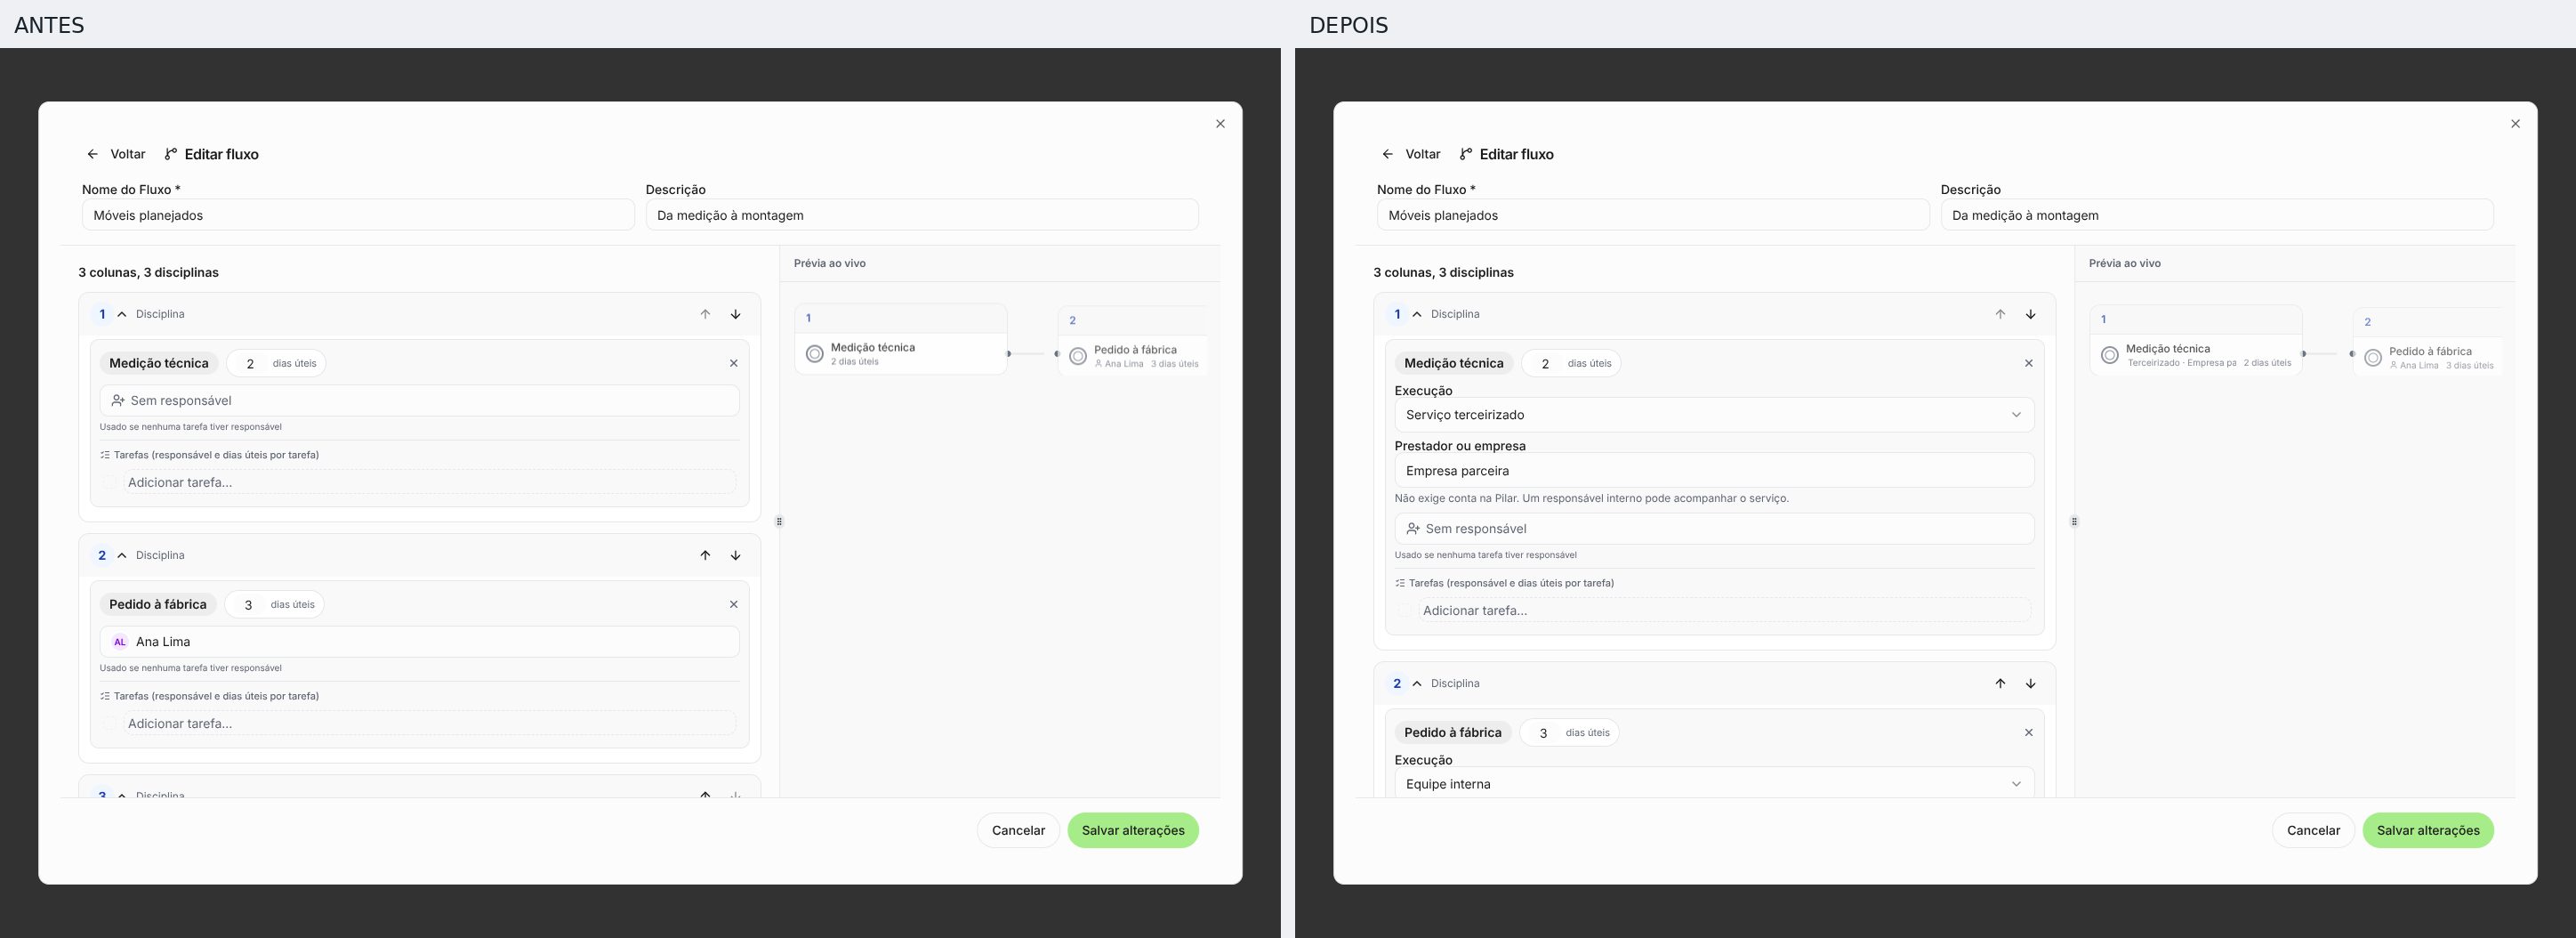 ANTES
Voltar
Editar fluxo
Nome do Fluxo *
Descrição
Móveis planejados
Da medição à montagem
3 colunas, 3 disciplinas
Prévia ao vivo
1
Disciplina
Medição técnica
2
dias úteis
Sem responsável
Usado se nenhuma tarefa tiver responsável
Tarefas (responsável e dias úteis por tarefa)
Adicionar tarefa...
2
Disciplina
Pedido à fábrica
3
dias úteis
AL
Ana Lima
Usado se nenhuma tarefa tiver responsável
Tarefas (responsável e dias úteis por tarefa)
Adicionar tarefa...
3
Disciplina
1
Medição técnica
2 dias úteis
2
Pedido à fábrica
Ana Lima 3 dias úteis
Cancelar
Salvar alterações
DEPOIS
Voltar
Editar fluxo
Nome do Fluxo *
Descrição
Móveis planejados
Da medição à montagem
3 colunas, 3 disciplinas
Prévia ao vivo
1
Disciplina
Medição técnica
2
dias úteis
Execução
Serviço terceirizado
Prestador ou empresa
Empresa parceira
Não exige conta na Pilar. Um responsável interno pode acompanhar o serviço.
Sem responsável
Usado se nenhuma tarefa tiver responsável
Tarefas (responsável e dias úteis por tarefa)
Adicionar tarefa...
2
Disciplina
Pedido à fábrica
3
dias úteis
Execução
Equipe interna
1
Medição técnica
Terceirizado · Empresa pa 2 dias úteis
2
Pedido à fábrica
Ana Lima 3 dias úteis
Cancelar
Salvar alterações